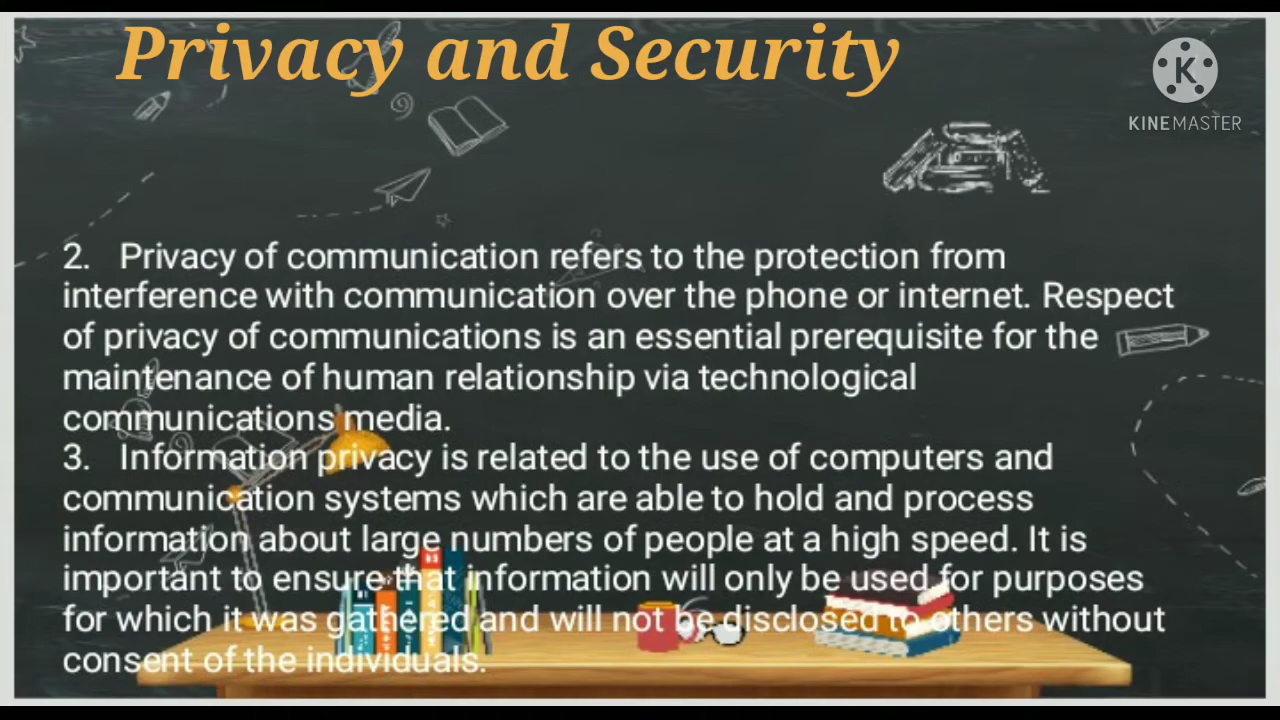 Privacy and Security
K
KINEMASTER
2. Privacy of communication refers to the protection from
interference with communication over the phone or internet. Respect
of privacy of communications is an essential prerequisite for the
maintenance of human relationship via technological
communications media.
3. Information privacy is related to the use of computers and
communication systems which are able to hold and process
information about large numbers of people at a high speed. It is
important to ensure that information will only be used for purposes
for which it was gathered and will not be disclosed to others without
consent of the individuals.